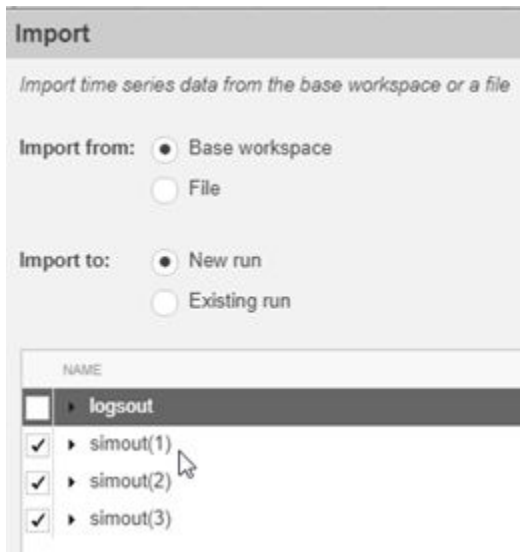 Import
Import time series data from the base workspace or a file
Import from: Base workspace
File
Import to: New run
Existing run
NAME
logsout
simout(1)
simout(2)
simout(3)